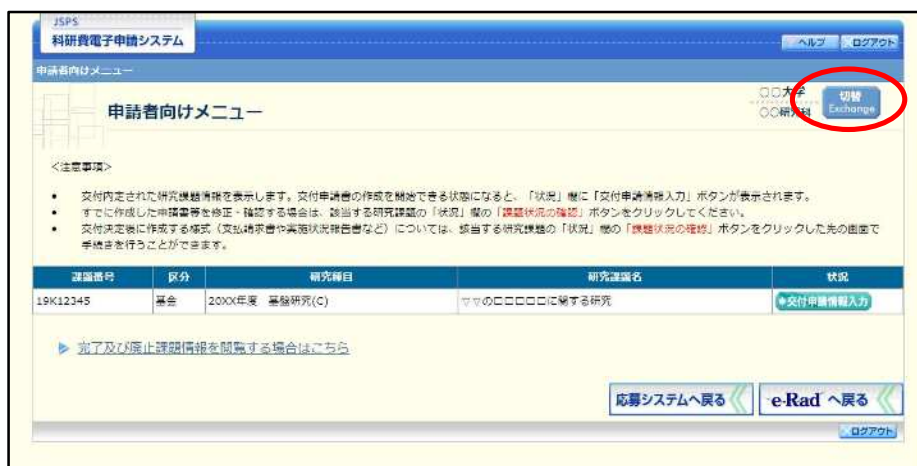 JSPS
科研費電子申請システム
ヘルプ ログアウト
申請者向けメニュー
申請者向けメニュー
〇〇大学
〇〇研究科
切替
Exchange
＜注意事項＞
• 交付内定された研究課題情報を表示します。交付申請書の作成を開始できる状態になると、「状況」欄に「交付申請情報入力」ボタンが表示されます。
• すでに作成した申請書等を修正・確認する場合は、該当する研究課題の「状況」欄の「課題状況の確認」ボタンをクリックしてください。
• 交付決定後に作成する様式（支払請求書や実施状況報告書など）については、該当する研究課題の「状況」欄の「課題状況の確認」ボタンをクリックした先の画面で
手続きを行うことができます。
課題番号 区分 研究種目 研究課題名 状況
19K12345 基金 20XX年度 基盤研究(C) ▽▽の□□□□□に関する研究 交付申請情報入力
完了及び廃止課題情報を閲覧する場合はこちら
応募システムへ戻る e-Rad へ戻る
ログアウト